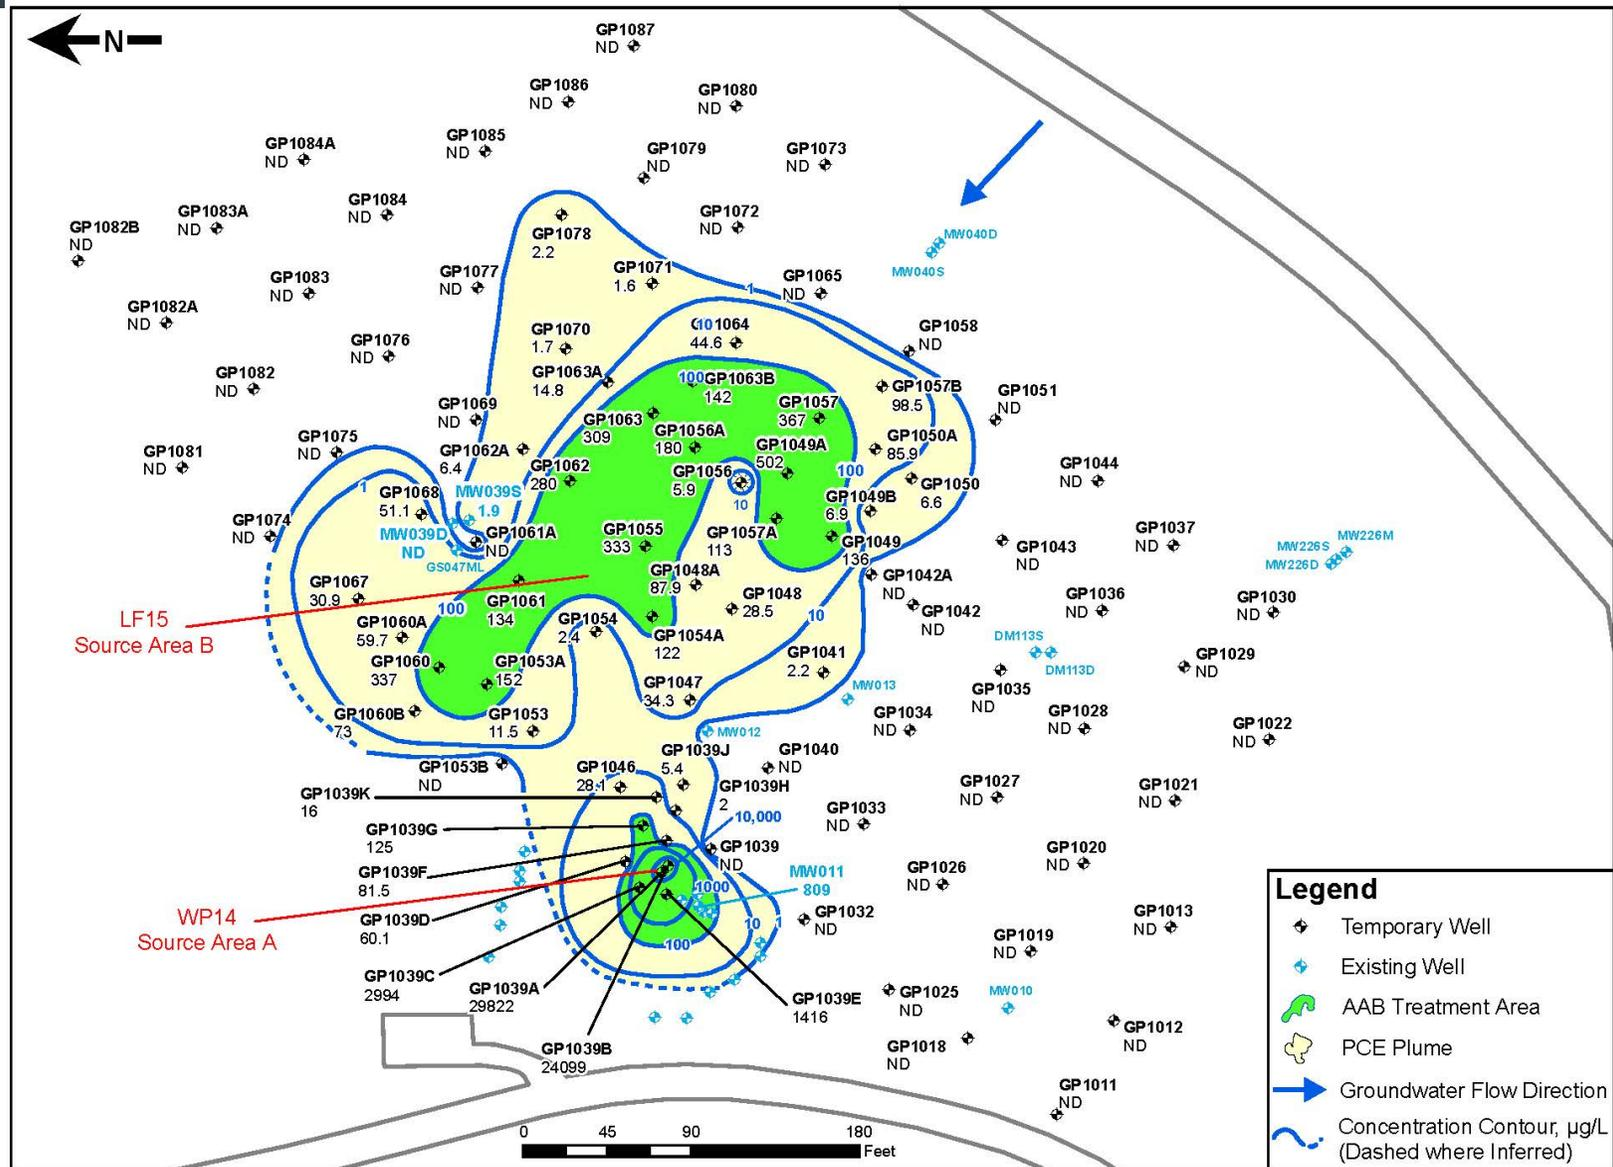 N
GP1087
ND
GP1086
ND
GP1080
ND
GP1084A
ND
GP1085
ND
GP1079
ND
GP1073
ND
GP1082B
ND
GP1083A
ND
GP1084
ND
GP1078
2.2
GP1072
ND
MW040D
MW040S
GP1083
ND
GP1077
ND
GP1071
1.6
1
GP1065
ND
GP1082A
ND
GP1076
ND
GP1070
1.7
10
GP1064
44.6
GP1058
ND
GP1082
ND
GP1063A
14.8
100
GP1063B
142
GP1057B
98.5
GP1051
ND
GP1069
ND
GP1063
309
GP1057
367
GP1081
ND
GP1075
ND
GP1062A
6.4
GP1062
280
GP1056A
180
GP1049A
502
GP1050A
85.9
GP1044
ND
1
GP1068
51.1
MW039S
1.9
GP1056
5.9
10
100
GP1049B
6.9
GP1050
6.6
GP1074
ND
MW039D
ND
GS047ML
GP1061A
ND
GP1055
333
GP1057A
113
GP1049
136
GP1043
ND
GP1037
ND
MW226S
MW226M
MW226D
GP1067
30.9
100
GP1061
134
GP1048A
87.9
GP1048
28.5
GP1042A
ND
GP1042
ND
GP1036
ND
GP1030
ND
LF15
Source Area B
GP1060A
59.7
GP1054
2.4
GP1054A
122
10
DM113S
DM113D
GP1060
337
GP1053A
152
GP1041
2.2
GP1029
ND
GP1047
34.3
MW013
GP1035
ND
GP1060B
73
GP1053
11.5
MW012
GP1034
ND
GP1028
ND
GP1022
ND
GP1053B
ND
GP1046
28.1
GP1039J
5.4
GP1040
ND
GP1039K
16
GP1039H
2
GP1027
ND
GP1021
ND
10,000
GP1033
ND
GP1039G
125
GP1039
ND
GP1020
ND
GP1039F
81.5
1000
MW011
809
GP1026
ND
WP14
Source Area A
GP1039D
60.1
100
10
1
GP1032
ND
GP1019
ND
GP1013
ND
GP1039C
2994
GP1039A
29822
GP1039E
1416
GP1025
ND
MW010
GP1039B
24099
GP1018
ND
GP1012
ND
GP1011
ND
0 45 90 180
Feet
Legend
Temporary Well
Existing Well
AAB Treatment Area
PCE Plume
Groundwater Flow Direction
Concentration Contour, µg/L
(Dashed where Inferred)